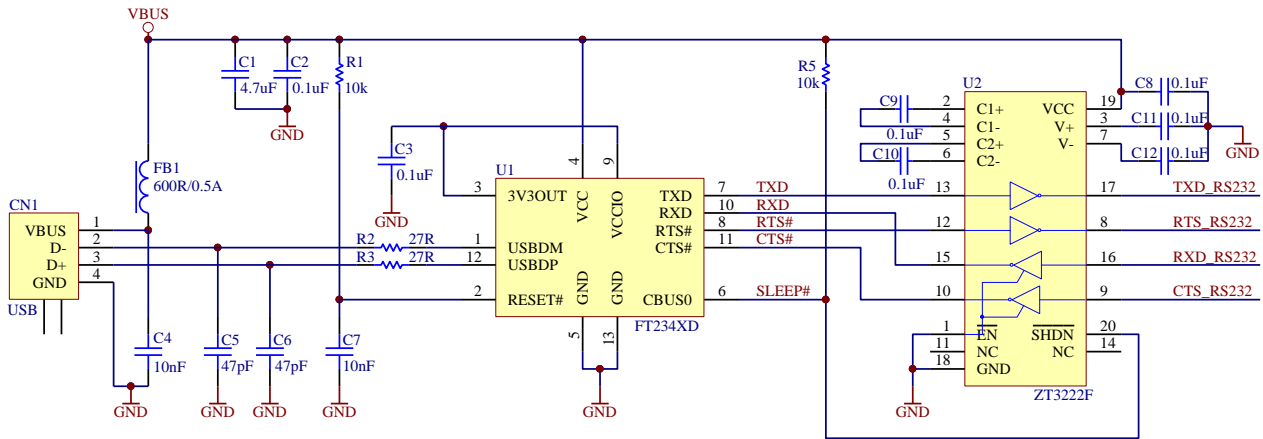 VBUS
C1
4.7uF
C2
0.1uF
GND
R1
10k
FB1
600R/0.5A
CN1
VBUS 1
D- 2
D+ 3
GND 4
USB
C4
10nF
GND
C5
47pF
GND
C6
47pF
GND
C7
10nF
GND
R2 27R
R3 27R
C3
0.1uF
GND
U1
4
VCC
9
VCCIO
3 3V3OUT
1 USBDM
12 USBDP
2 RESET#
TXD 7 TXD
RXD 10 RXD
RTS# 8 RTS#
CTS# 11 CTS#
CBUS0 6 SLEEP#
GND
5
GND
13
FT234XD
GND
R5
10k
U2
C9
0.1uF
C10
0.1uF
2 C1+
4 C1-
5 C2+
6 C2-
VCC 19
V+ 3
V- 7
C8 0.1uF
C11 0.1uF
C12 0.1uF
GND
13
17 TXD_RS232
12
8 RTS_RS232
15
16 RXD_RS232
10
9 CTS_RS232
1 EN
11 NC
18 GND
SHDN 20
NC 14
ZT3222F
GND